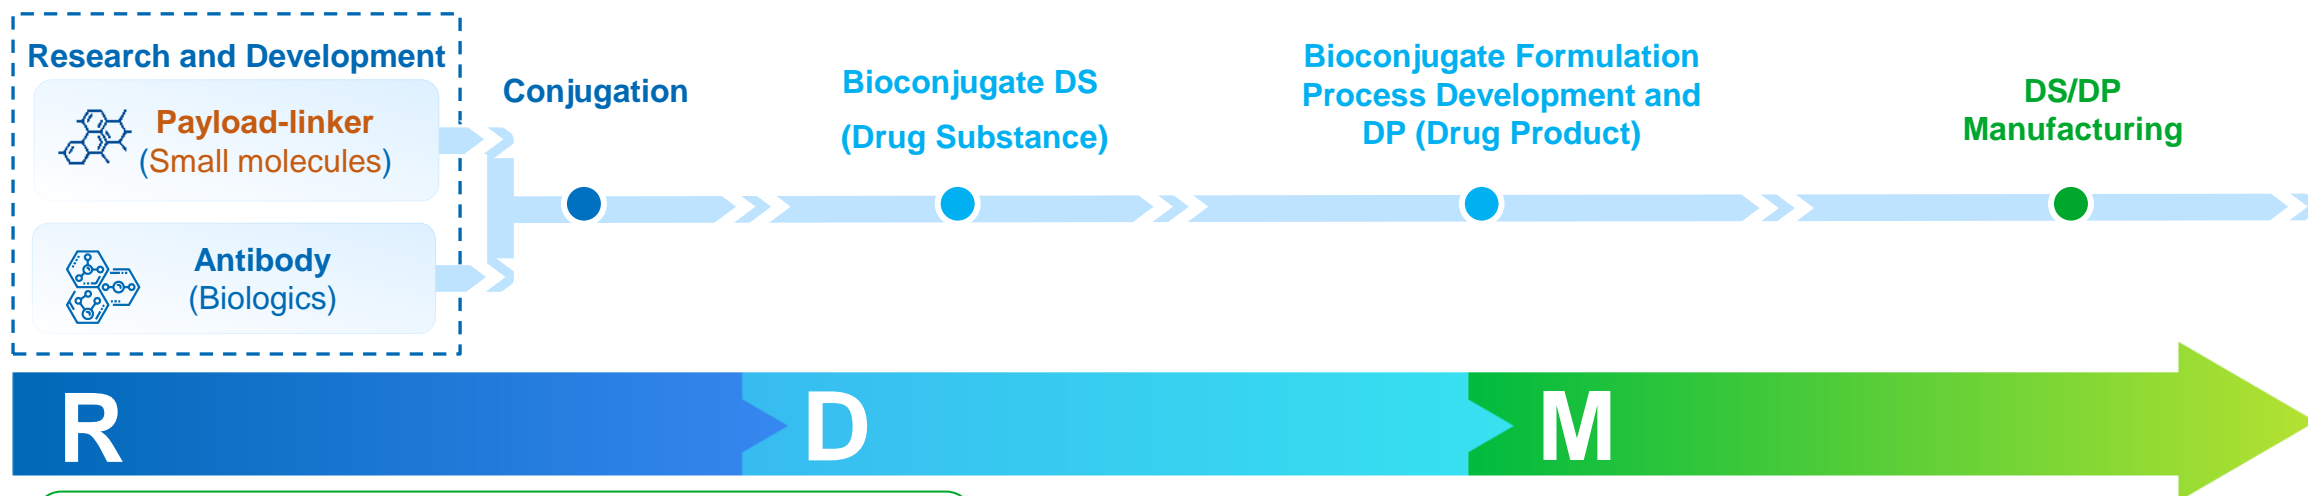 Research and Development
Payload-linker
(Small molecules)
Antibody
(Biologics)
Conjugation
Bioconjugate DS
(Drug Substance)
Bioconjugate Formulation
Process Development and
DP (Drug Product)
DS/DP
Manufacturing
R
D
M